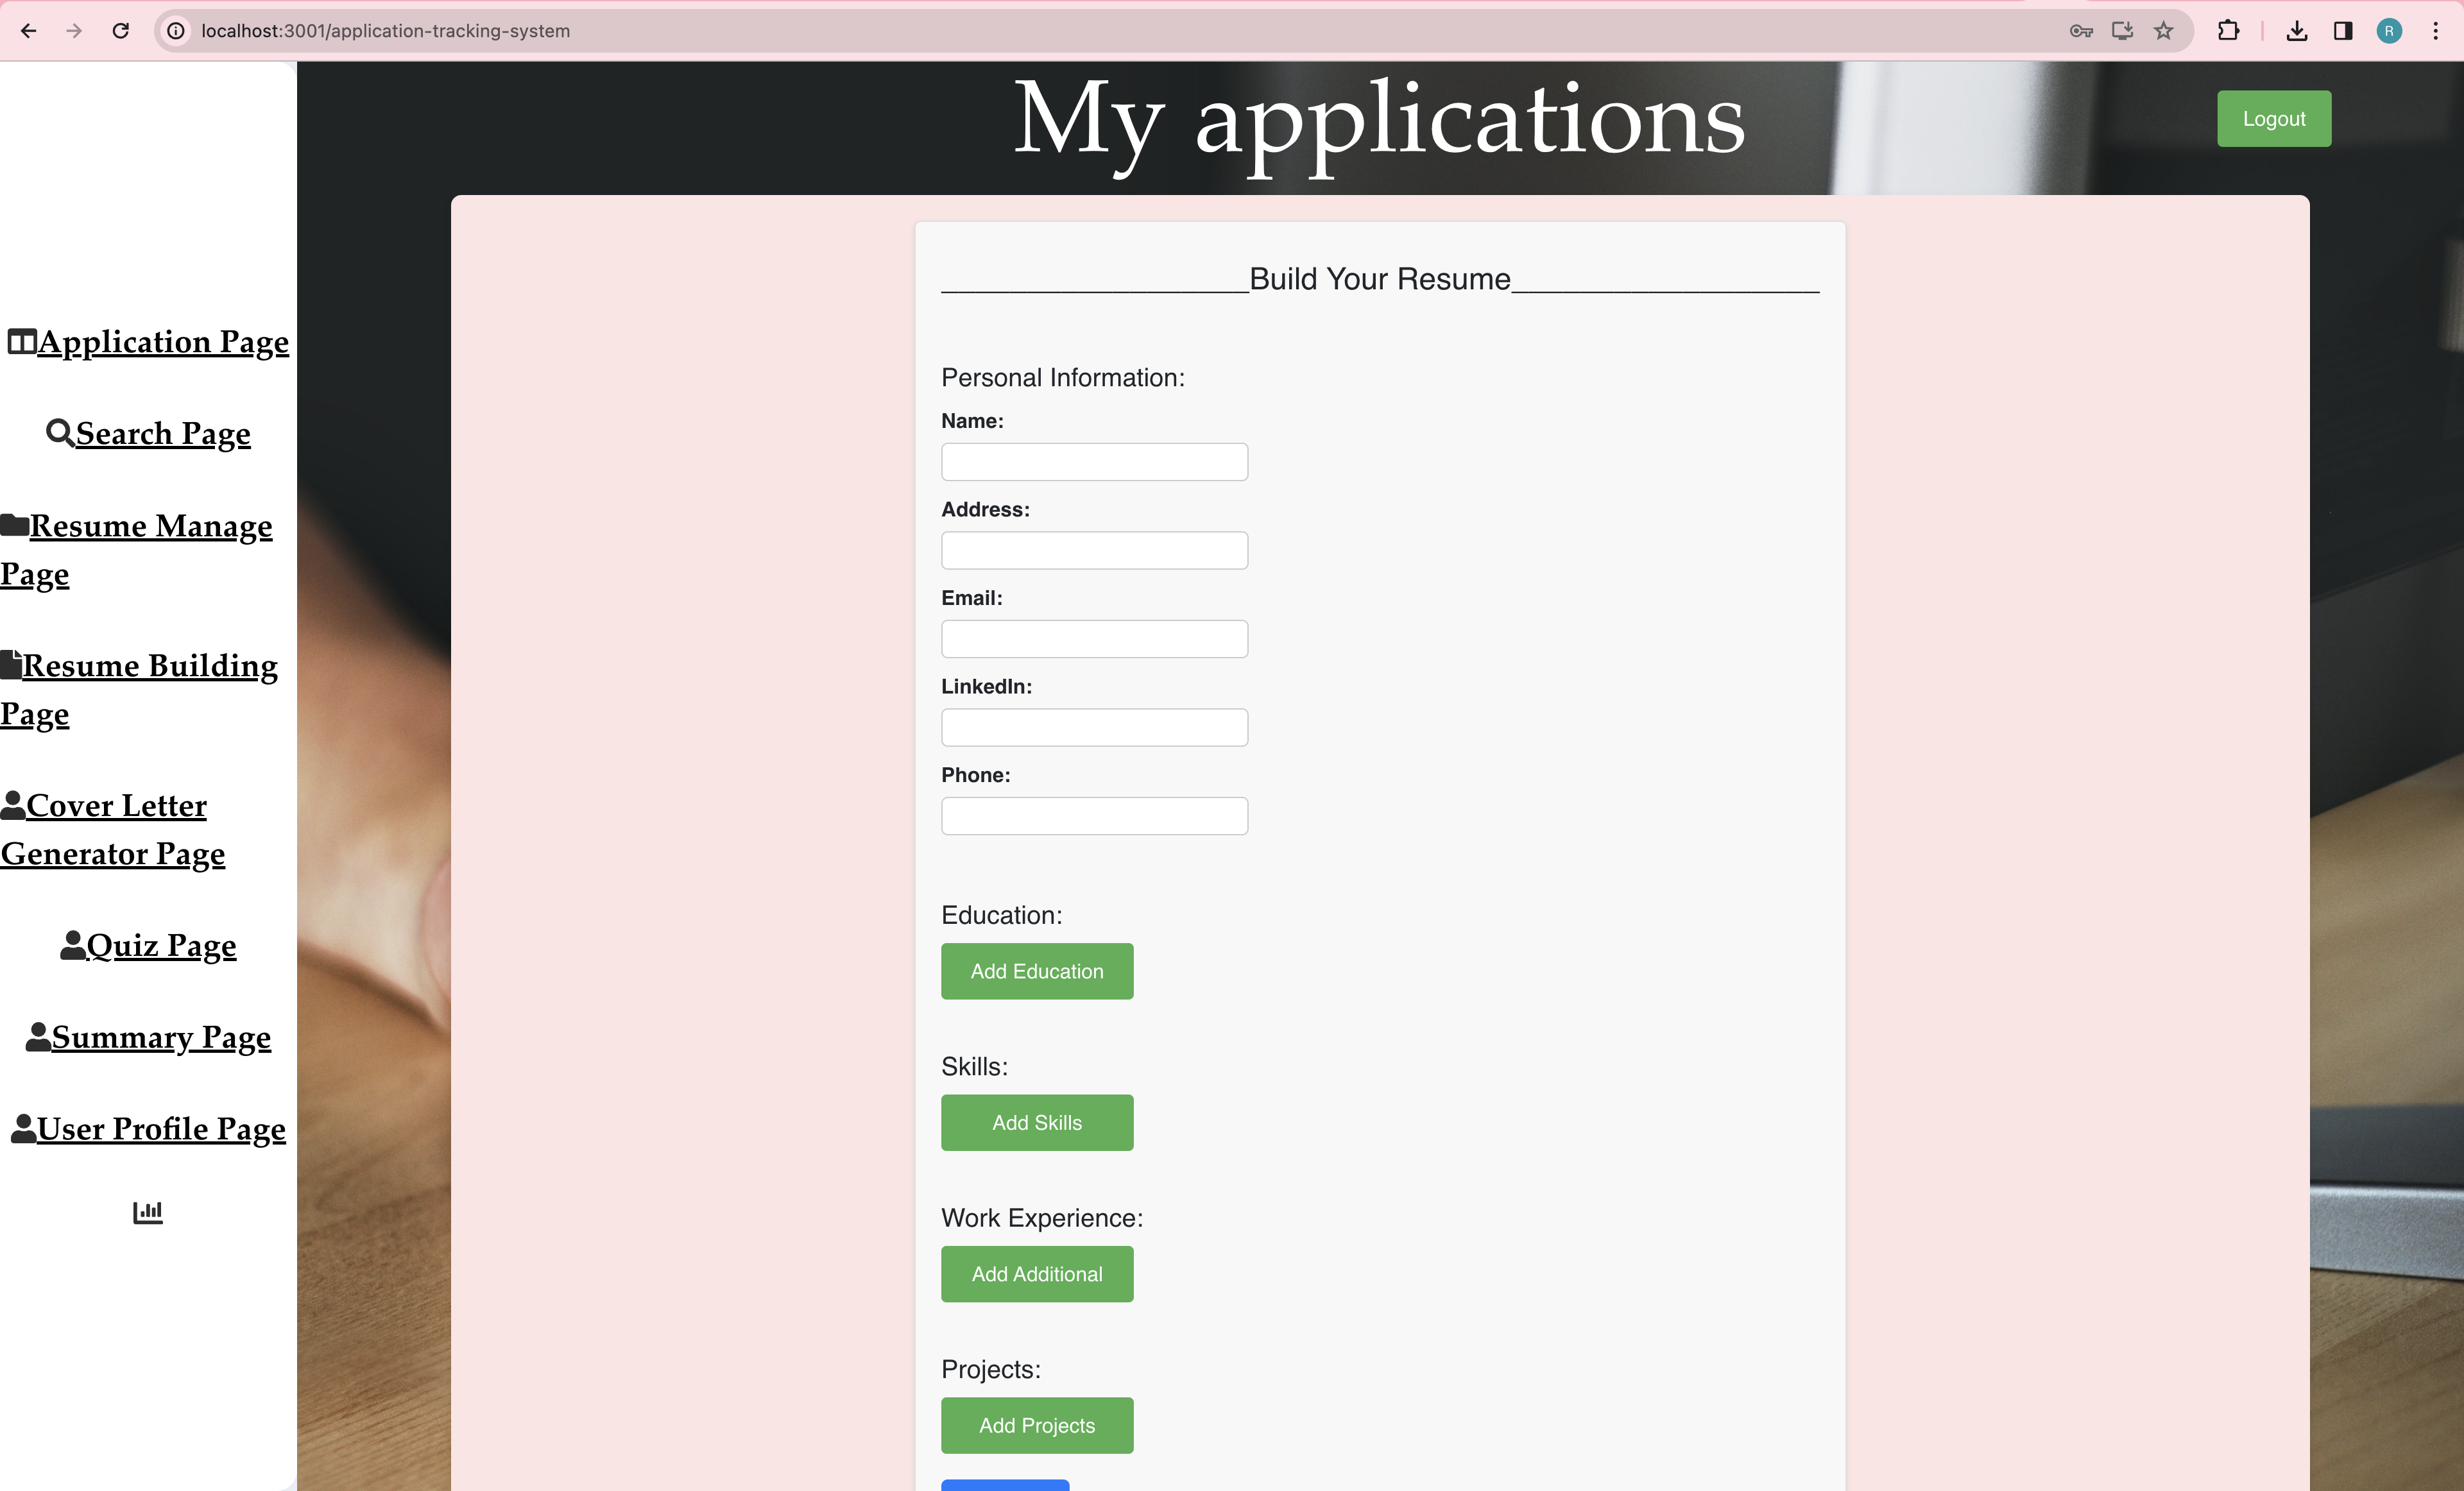 localhost:3001/application-tracking-system
R
My applications
Logout
Application Page
Search Page
Resume Manage
Page
Resume Building
Page
Cover Letter
Generator Page
Quiz Page
Summary Page
User Profile Page
__________________Build Your Resume__________________
Personal Information:
Name:
Address:
Email:
LinkedIn:
Phone:
Education:
Add Education
Skills:
Add Skills
Work Experience:
Add Additional
Projects:
Add Projects